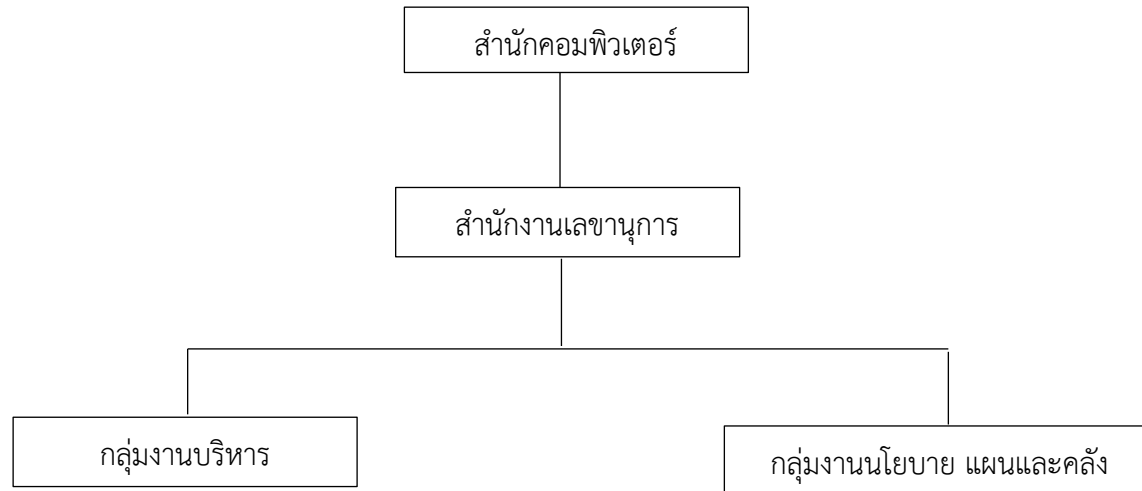 สำนักคอมพิวเตอร์
สำนักงานเลขานุการ
กลุ่มงานบริหาร
กลุ่มงานนโยบาย แผนและคลัง